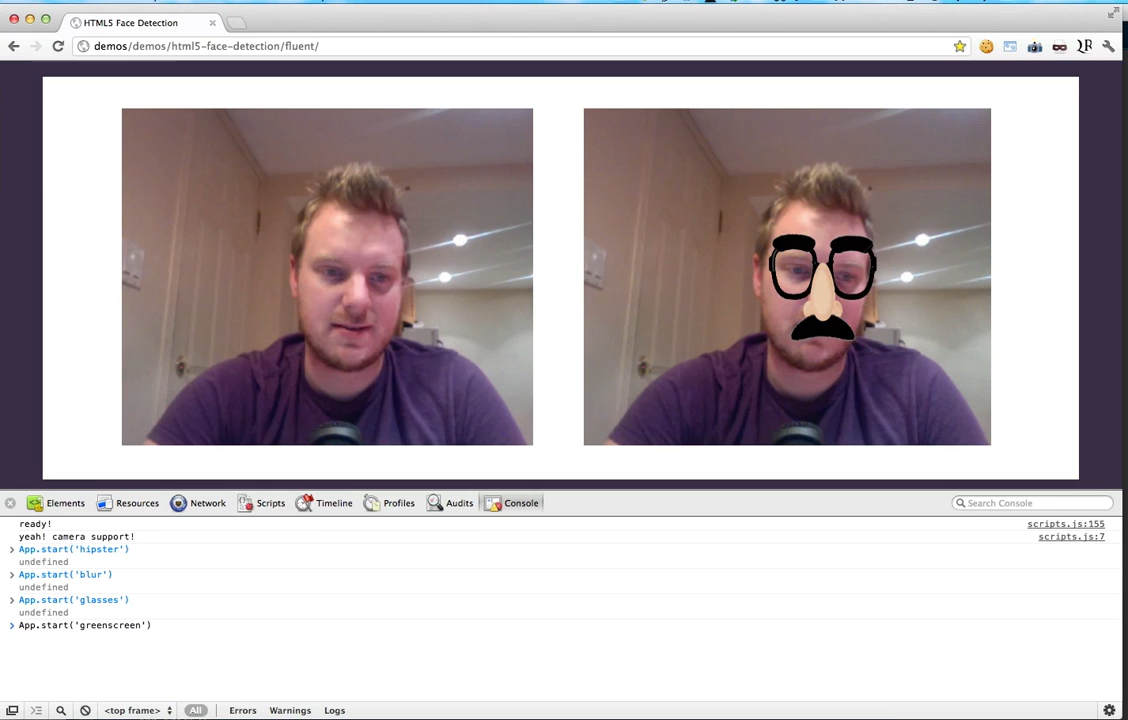 HTML5 Face Detection
demos/demos/html5-face-detection/fluent/
Elements Resources Network Scripts Timeline Profiles Audits Console Search Console
ready! scripts.js:155
yeah! camera support! scripts.js:7
> App.start('hipster')
undefined
> App.start('blur')
undefined
> App.start('glasses')
undefined
> App.start('greenscreen')
<top frame> All Errors Warnings Logs